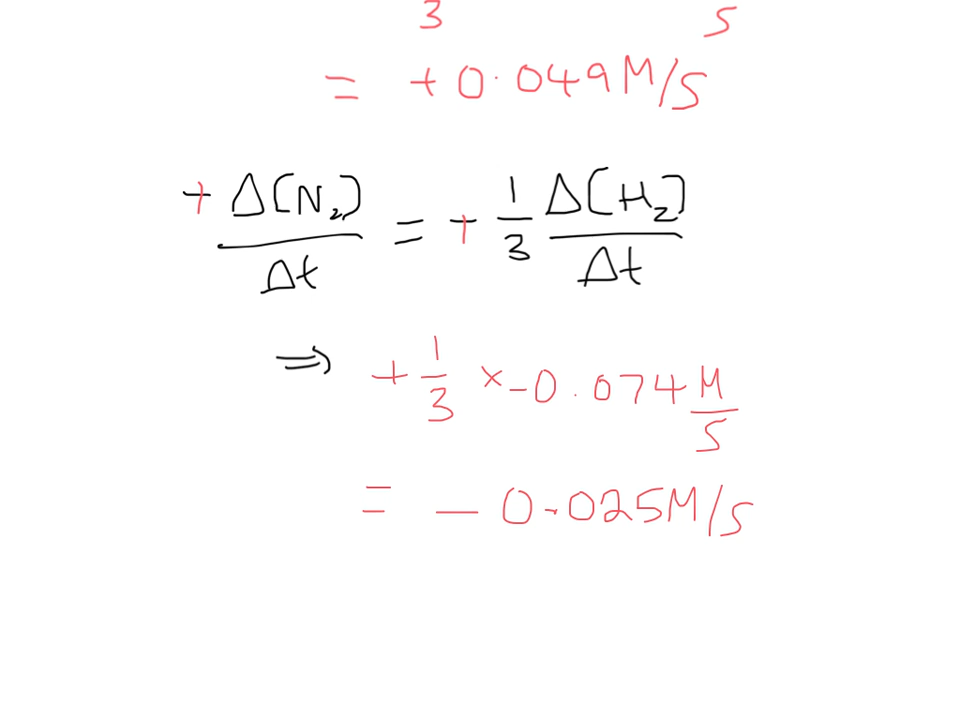 3 s
= +0.049M/s
+ Δ[N₂]/Δt = + 1/3 Δ[H₂]/Δt
⇒ + 1/3 × -0.074 M/s
= - 0.025M/s